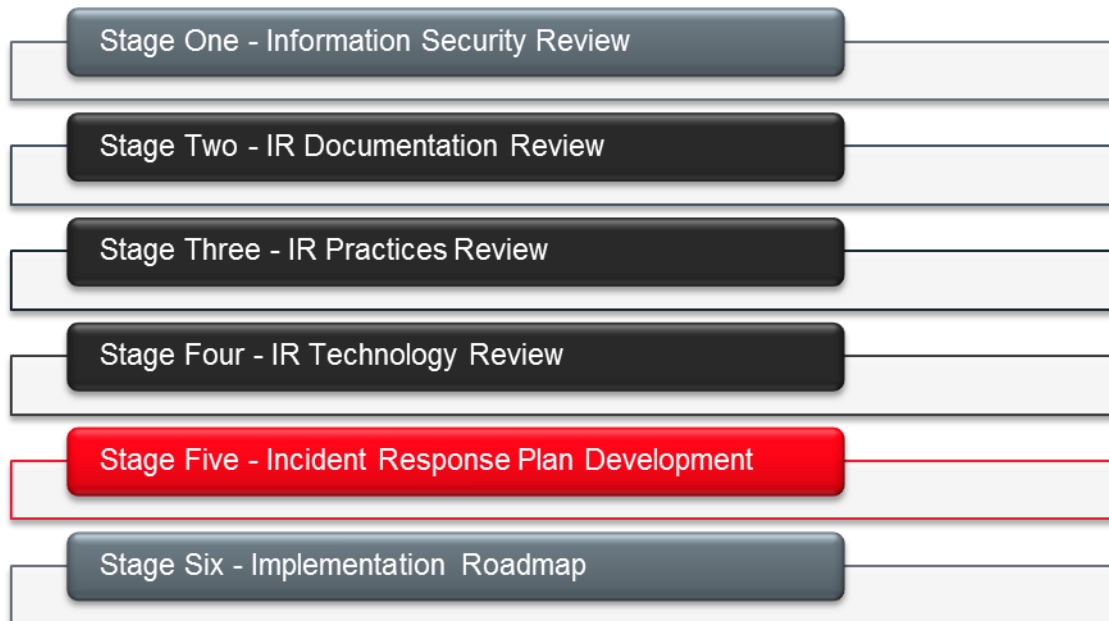 Stage One - Information Security Review
Stage Two - IR Documentation Review
Stage Three - IR Practices Review
Stage Four - IR Technology Review
Stage Five - Incident Response Plan Development
Stage Six - Implementation Roadmap